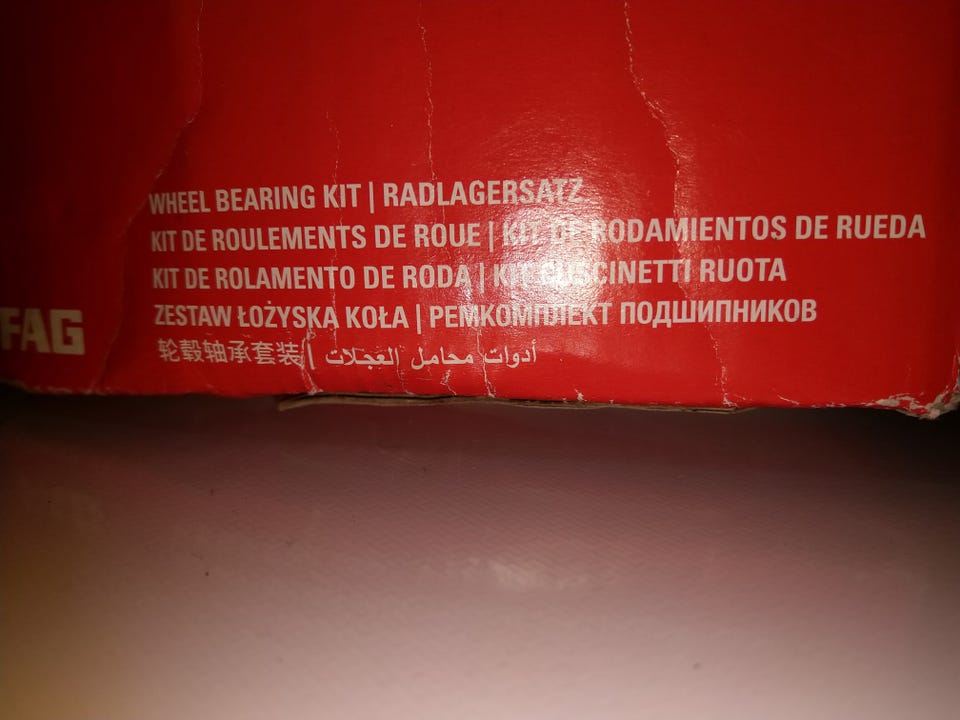 WHEEL BEARING KIT | RADLAGERSATZ
KIT DE ROULEMENTS DE ROUE | KIT DE RODAMIENTOS DE RUEDA
KIT DE ROLAMENTO DE RODA | KIT CUSCINETTI RUOTA
ZESTAW ŁOŻYSKA KOŁA | РЕМКОМПЛЕКТ ПОДШИПНИКОВ
轮毂轴承套装 | أدوات محامل العجلات
FAG